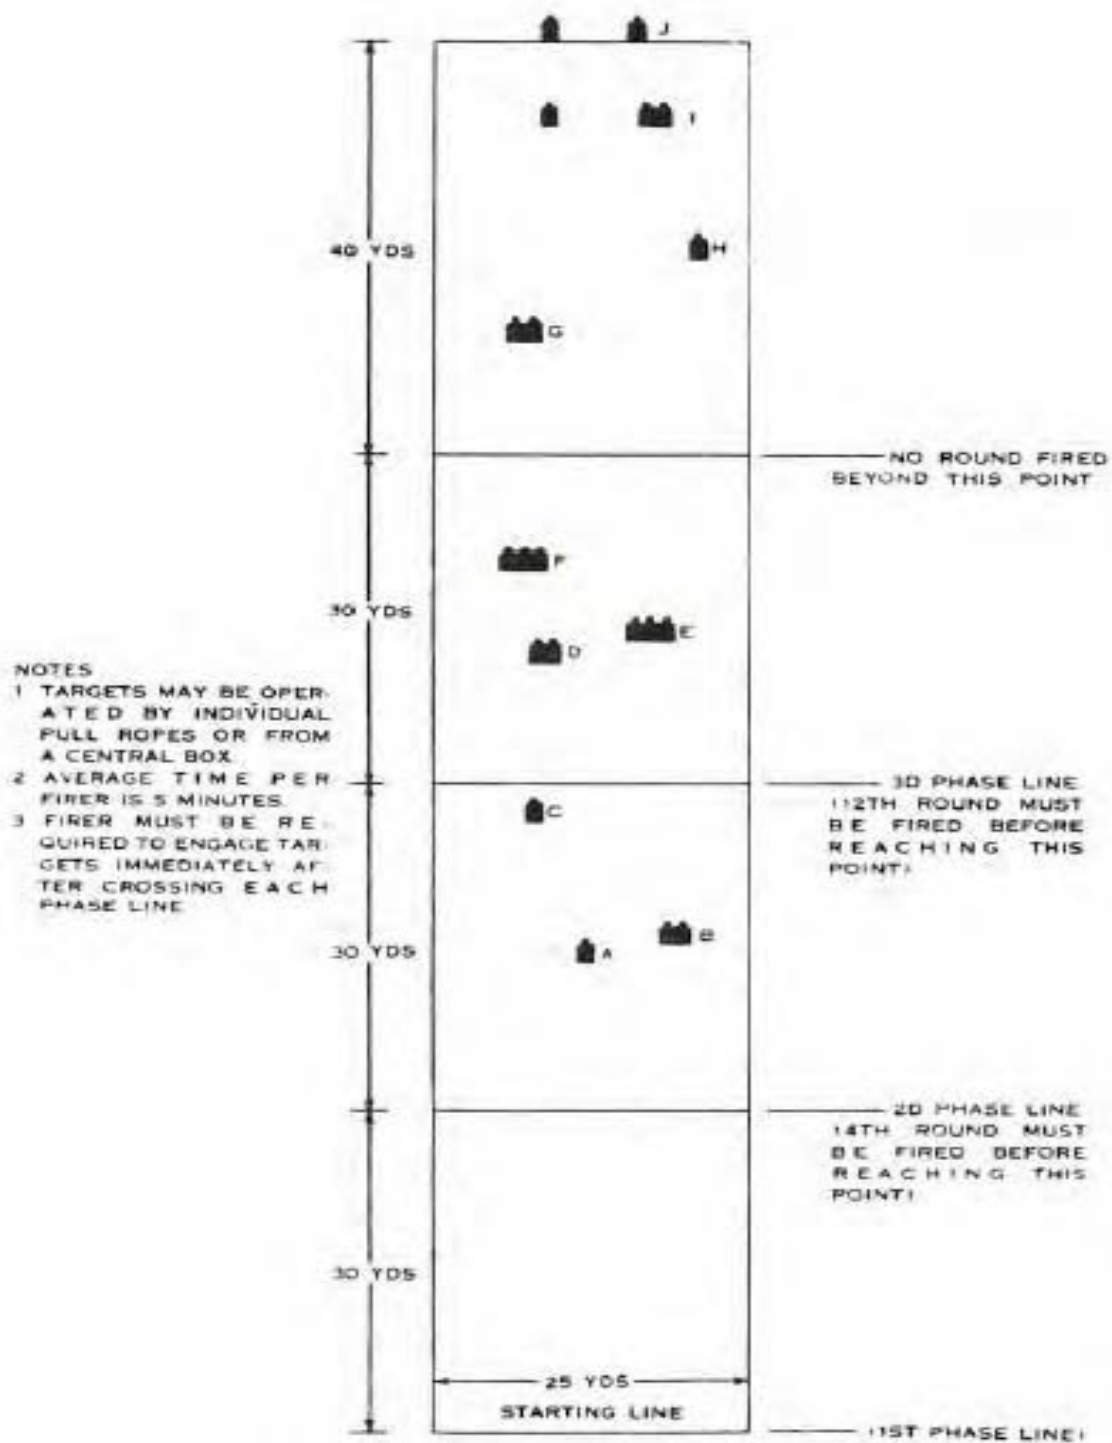 J
I
40 YDS
H
G
NO ROUND FIRED
BEYOND THIS POINT
F
30 YDS
E
D
NOTES
1 TARGETS MAY BE OPER-
ATED BY INDIVIDUAL
PULL ROPES OR FROM
A CENTRAL BOX.
2 AVERAGE TIME PER
FIRER IS 5 MINUTES.
3 FIRER MUST BE RE-
QUIRED TO ENGAGE TAR-
GETS IMMEDIATELY AF-
TER CROSSING EACH
PHASE LINE
3D PHASE LINE
(12TH ROUND MUST
BE FIRED BEFORE
REACHING THIS
POINT)
C
B
30 YDS
A
2D PHASE LINE
(4TH ROUND MUST
BE FIRED BEFORE
REACHING THIS
POINT)
30 YDS
25 YDS
STARTING LINE
(1ST PHASE LINE)